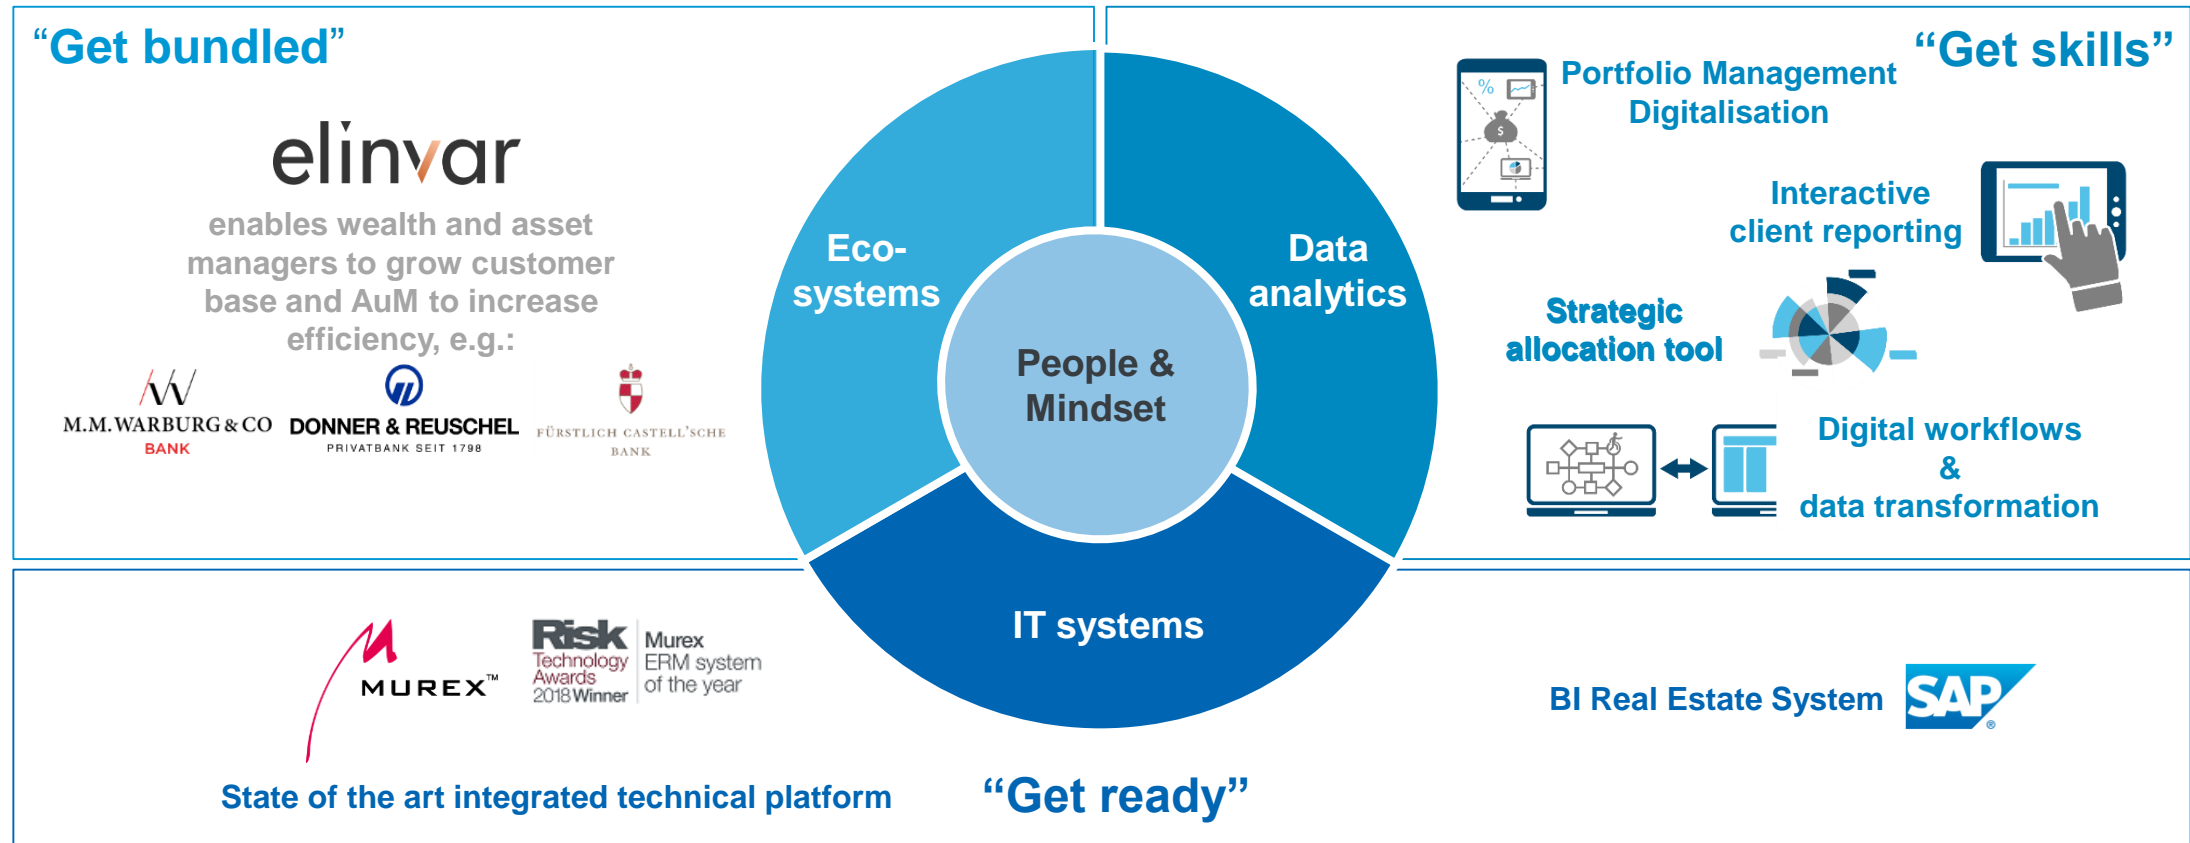 “Get bundled”
elinvar
enables wealth and asset
managers to grow customer
base and AuM to increase
efficiency, e.g.:
M.M.WARBURG & CO
BANK
DONNER & REUSCHEL
PRIVATBANK SEIT 1798
FÜRSTLICH CASTELL'SCHE
BANK
Eco-
systems
Data
analytics
People &
Mindset
IT systems
“Get skills”
Portfolio Management
Digitalisation
%
$
Interactive
client reporting
Strategic
allocation tool
Digital workflows
&
data transformation
MUREX™
Risk
Technology
Awards
2018 Winner
Murex
ERM system
of the year
State of the art integrated technical platform
“Get ready”
BI Real Estate System
SAP®